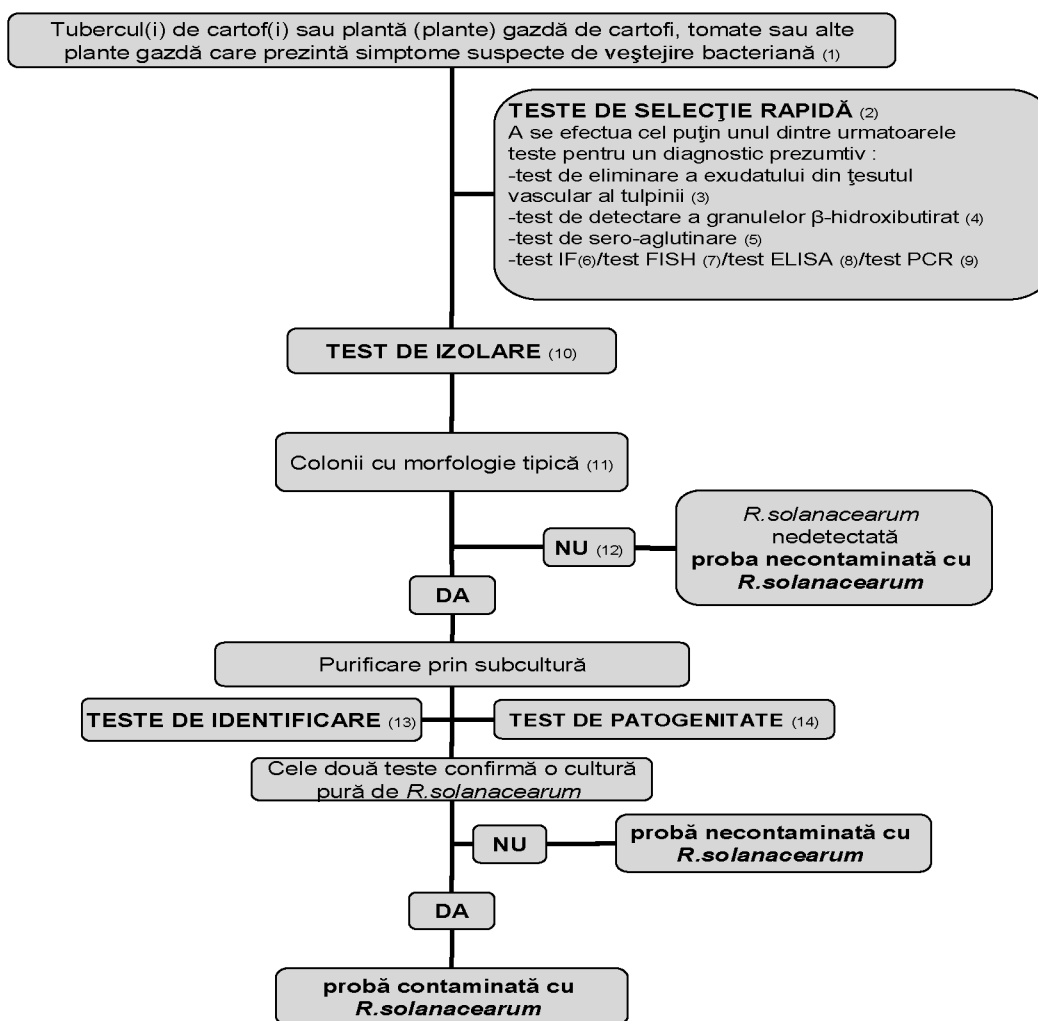 Tubercul(i) de cartof(i) sau plantă (plante) gazdă de cartofi, tomate sau alte
plante gazdă care prezintă simptome suspecte de veştejire bacteriană (1)
TESTE DE SELECŢIE RAPIDĂ (2)
A se efectua cel puţin unul dintre urmatoarele
teste pentru un diagnostic prezumtiv :
-test de eliminare a exudatului din ţesutul
vascular al tulpinii (3)
-test de detectare a granulelor β-hidroxibutirat (4)
-test de sero-aglutinare (5)
-test IF(6)/test FISH (7)/test ELISA (8)/test PCR (9)
TEST DE IZOLARE (10)
Colonii cu morfologie tipică (11)
NU (12)
R.solanacearum
nedetectată
proba necontaminată cu
R.solanacearum
DA
Purificare prin subcultură
TESTE DE IDENTIFICARE (13)
TEST DE PATOGENITATE (14)
Cele două teste confirmă o cultură
pură de R.solanacearum
NU
probă necontaminată cu
R.solanacearum
DA
probă contaminată cu
R.solanacearum